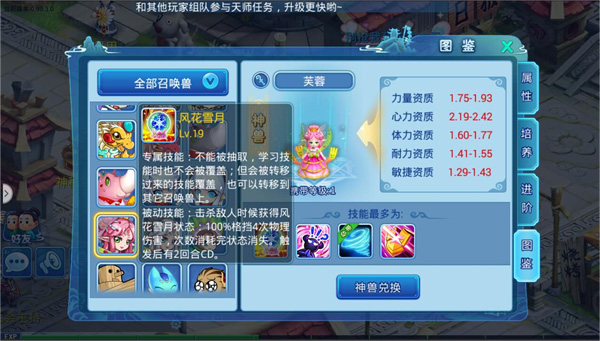 和其他玩家组队参与天师任务，升级更快哟~
图鉴
全部召唤兽
芙蓉
风花雪月
Lv.19
专属技能：不能被抽取，学习技
能时也不会被覆盖；但会被转移
过来的技能覆盖，也可以转移到
其它召唤兽上。
被动技能：击杀敌人时候获得风
花雪月状态：100%格挡4次物理
伤害，次数消耗完状态消失。触
发后有2回合CD。
神兽
携带等级:1
力量资质 1.75-1.93
心力资质 2.19-2.42
体力资质 1.60-1.77
耐力资质 1.41-1.55
敏捷资质 1.29-1.43
技能最多为:
神兽兑换
属性
培养
进阶
图鉴
好友
EXP